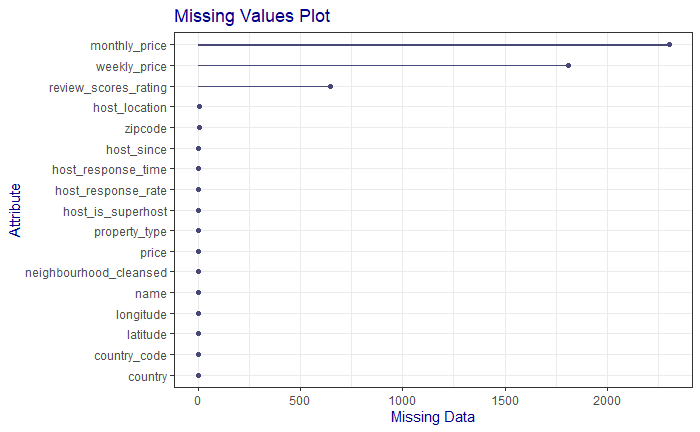 Missing Values Plot
monthly_price
weekly_price
review_scores_rating
host_location
zipcode
host_since
host_response_time
host_response_rate
host_is_superhost
property_type
price
neighbourhood_cleansed
name
longitude
latitude
country_code
country
Attribute
0 500 1000 1500 2000
Missing Data